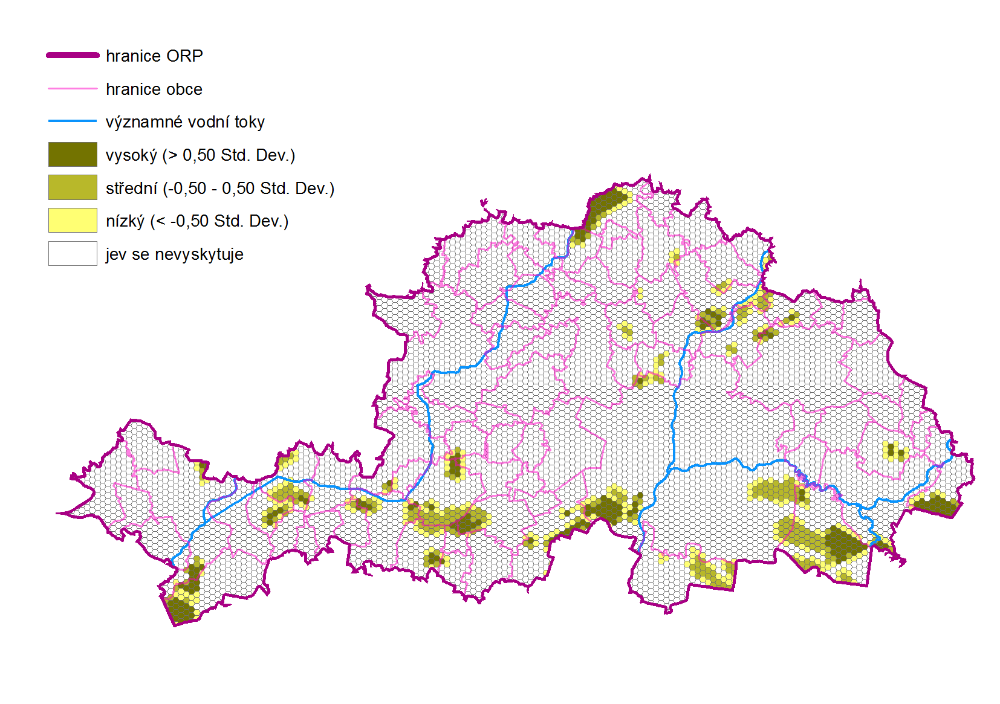 hranice ORP
hranice obce
významné vodní toky
vysoký (> 0,50 Std. Dev.)
střední (-0,50 - 0,50 Std. Dev.)
nízký (< -0,50 Std. Dev.)
jev se nevyskytuje